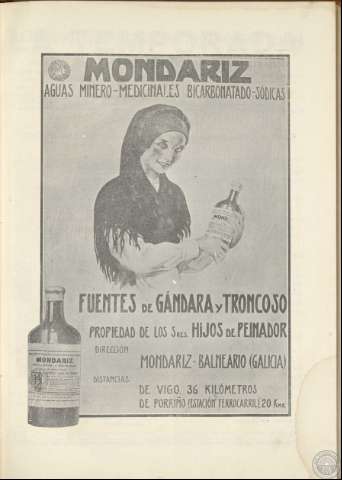 MONDARIZ
AGUAS MINERO-MEDICINALES BICARBONATADO-SÓDICAS
FUENTES DE GÁNDARA Y TRONCOSO
PROPIEDAD DE LOS SRES. HIJOS DE PEINADOR
DIRECCION
MONDARIZ-BALNEARIO (GALICIA)
DISTANCIAS
DE VIGO 36 KILÓMETROS
DE PORRIÑO (ESTACIÓN FERROCARRIL) 20 KMS.
MONDARIZ